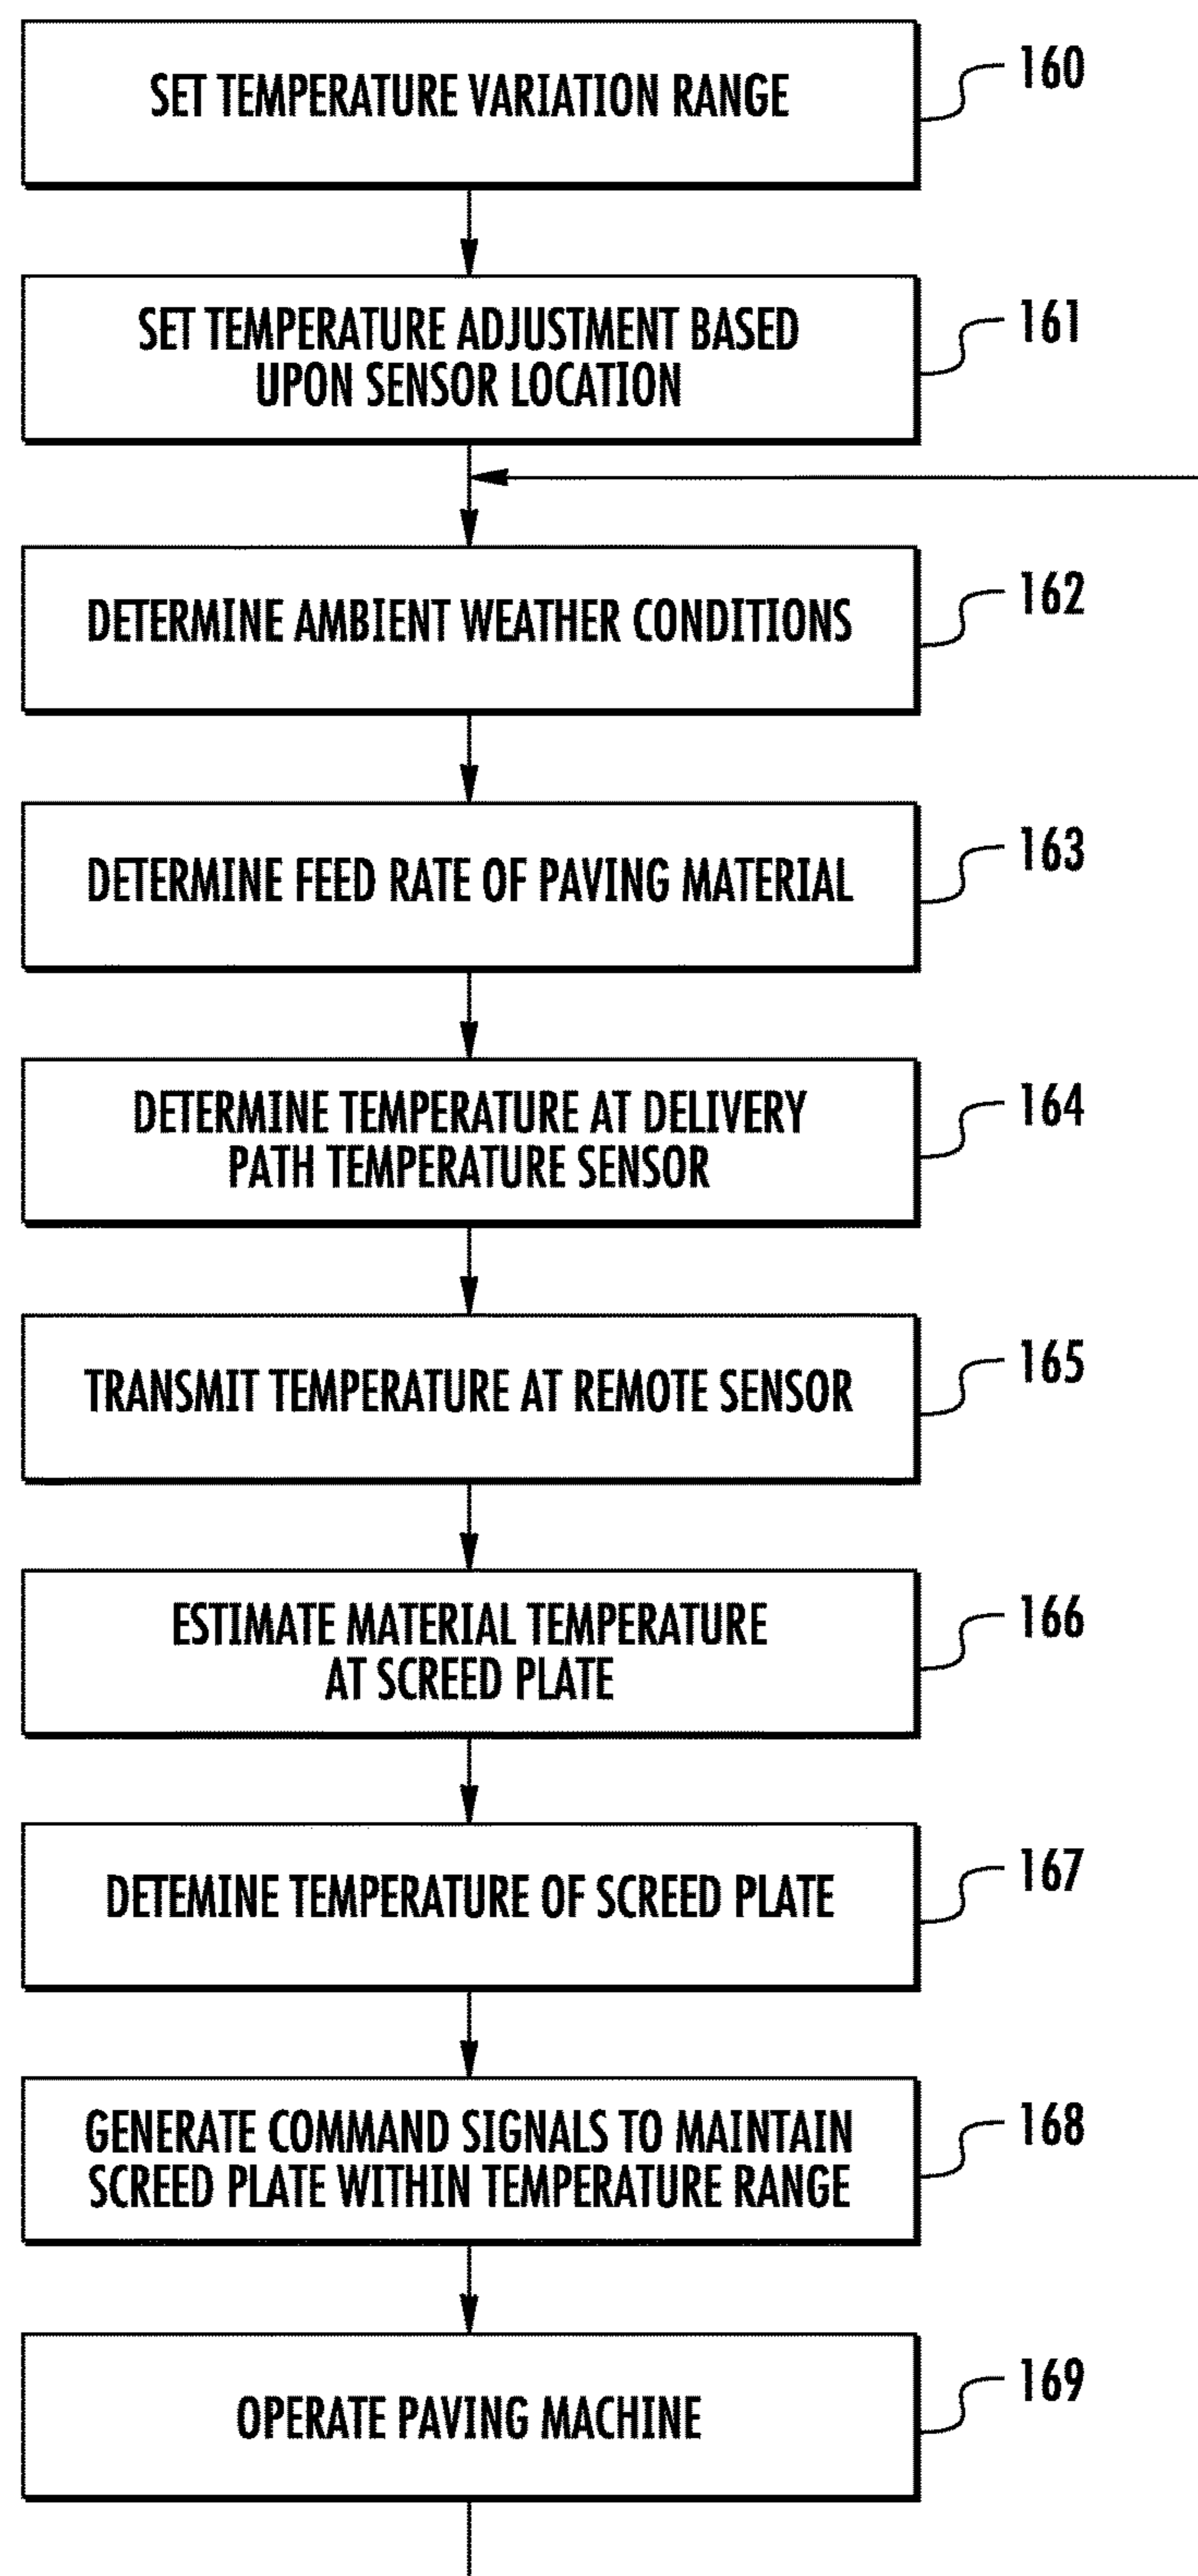 SET TEMPERATURE VARIATION RANGE
160
SET TEMPERATURE ADJUSTMENT BASED
UPON SENSOR LOCATION
161
DETERMINE AMBIENT WEATHER CONDITIONS
162
DETERMINE FEED RATE OF PAVING MATERIAL
163
DETERMINE TEMPERATURE AT DELIVERY
PATH TEMPERATURE SENSOR
164
TRANSMIT TEMPERATURE AT REMOTE SENSOR
165
ESTIMATE MATERIAL TEMPERATURE
AT SCREED PLATE
166
DETEMINE TEMPERATURE OF SCREED PLATE
167
GENERATE COMMAND SIGNALS TO MAINTAIN
SCREED PLATE WITHIN TEMPERATURE RANGE
168
OPERATE PAVING MACHINE
169